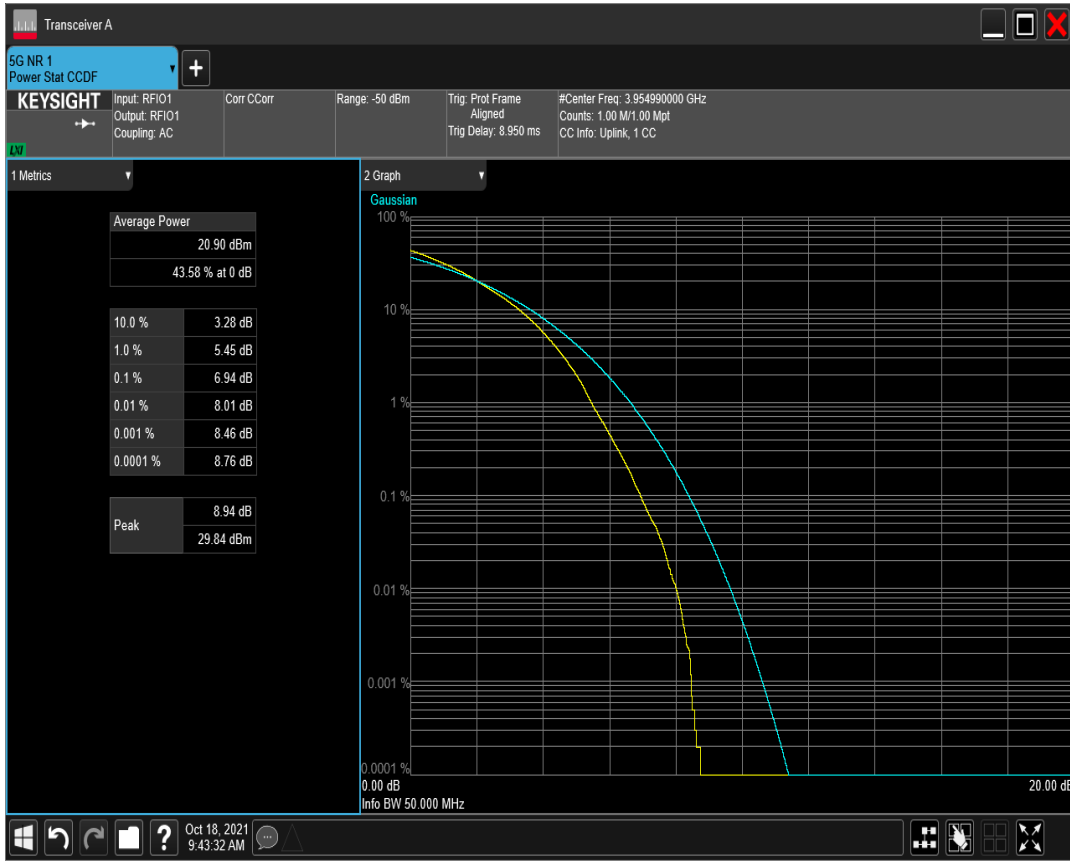 Transceiver A
5G NR 1
Power Stat CCDF
KEYSIGHT
LXI
Input: RFIO1
Output: RFIO1
Coupling: AC
Corr CCorr
Range: -50 dBm
Trig: Prot Frame
Aligned
Trig Delay: 8.950 ms
#Center Freq: 3.954990000 GHz
Counts: 1.00 M/1.00 Mpt
CC Info: Uplink, 1 CC
1 Metrics
Average Power
20.90 dBm
43.58 % at 0 dB
10.0 % 3.28 dB
1.0 % 5.45 dB
0.1 % 6.94 dB
0.01 % 8.01 dB
0.001 % 8.46 dB
0.0001 % 8.76 dB
Peak
8.94 dB
29.84 dBm
2 Graph
Gaussian
100 %
10 %
1 %
0.1 %
0.01 %
0.001 %
0.0001 %
0.00 dB 20.00 dB
Info BW 50.000 MHz
?
Oct 18, 2021
9:43:32 AM